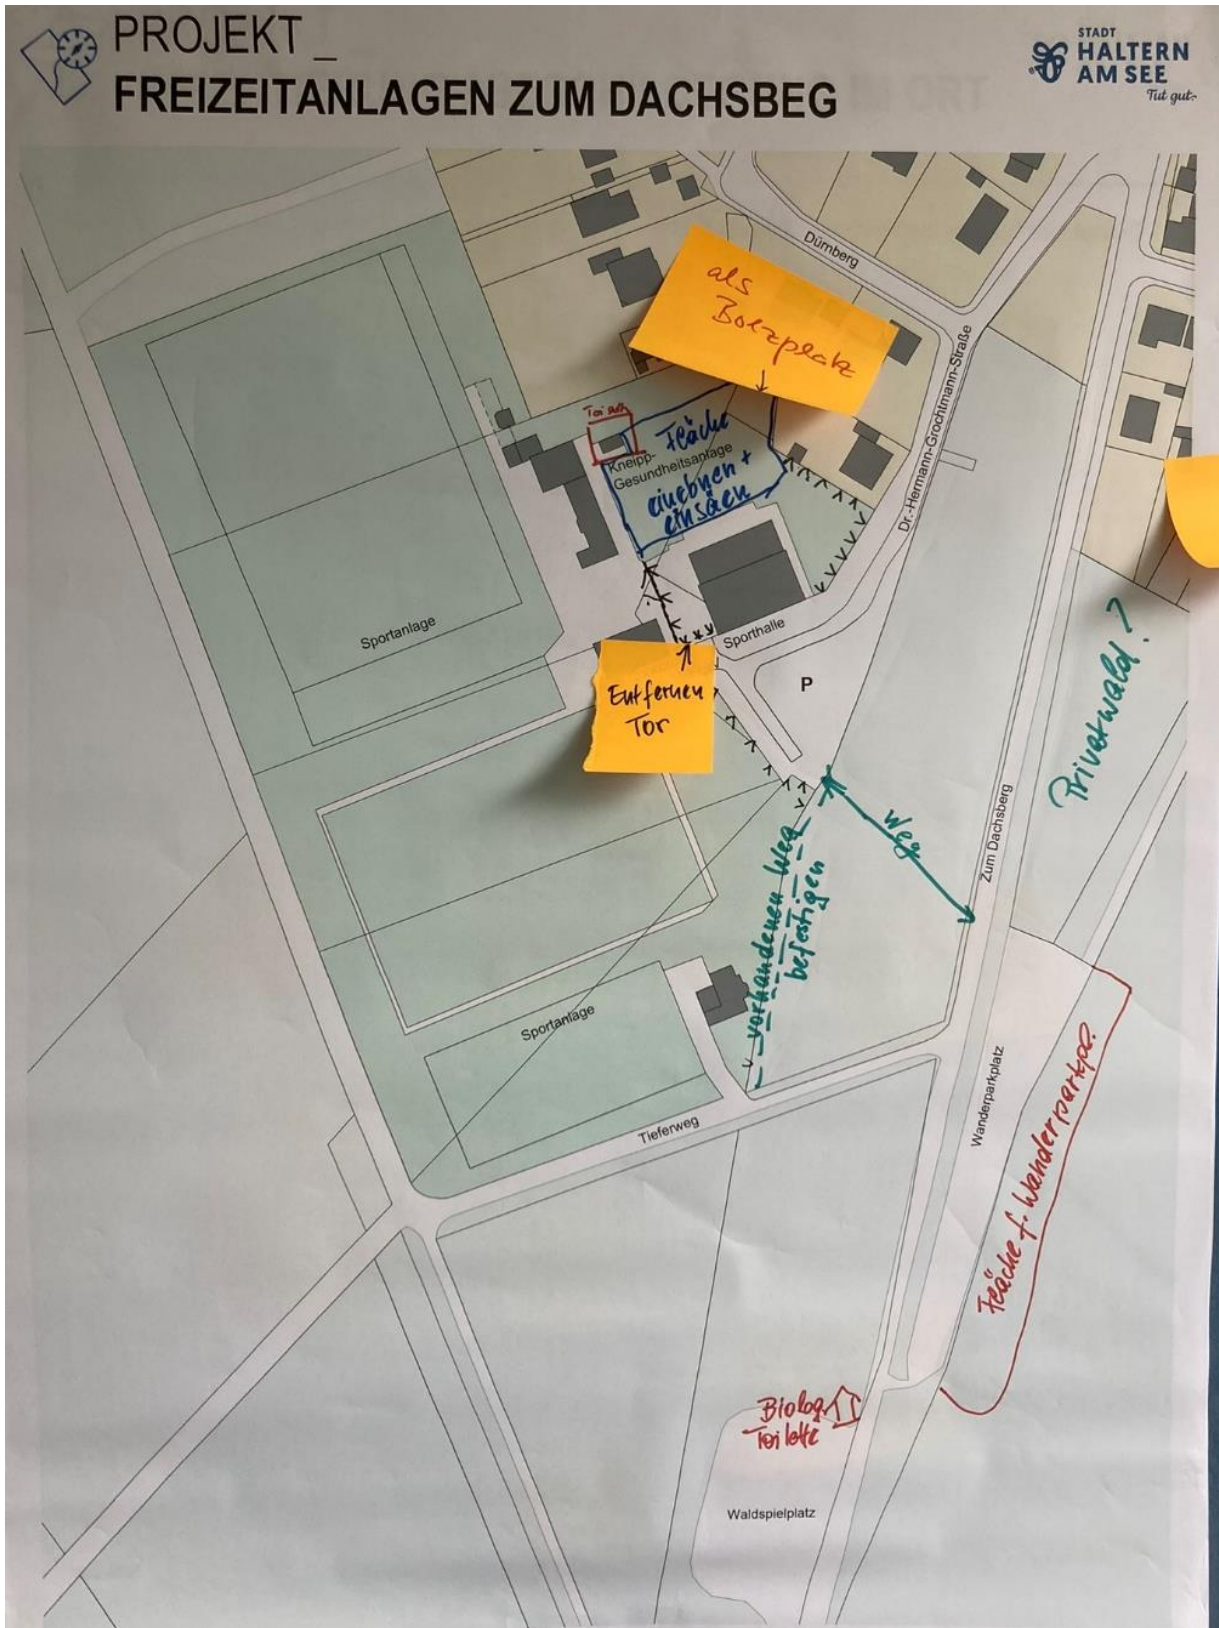 PROJEKT _
FREIZEITANLAGEN ZUM DACHSBEG
STADT
HALTERN
AM SEE
Tut gut.
Dürnberg
als
Bolzplatz
Dr.-Hermann-Grochtmann-Straße
Fläche
Kneipp-
Gesundheitsanlage
einebnen +
einsäen
Sportanlage
Sporthalle
Entfernen
Tor
P
Privatwald?
Weg
Zum Dachsberg
vorhandenen Weg
befestigen
Sportanlage
Wanderparkplatz
Tieferweg
Fläche f. Wanderparkpl.
Biolog.
Toilette
Waldspielplatz